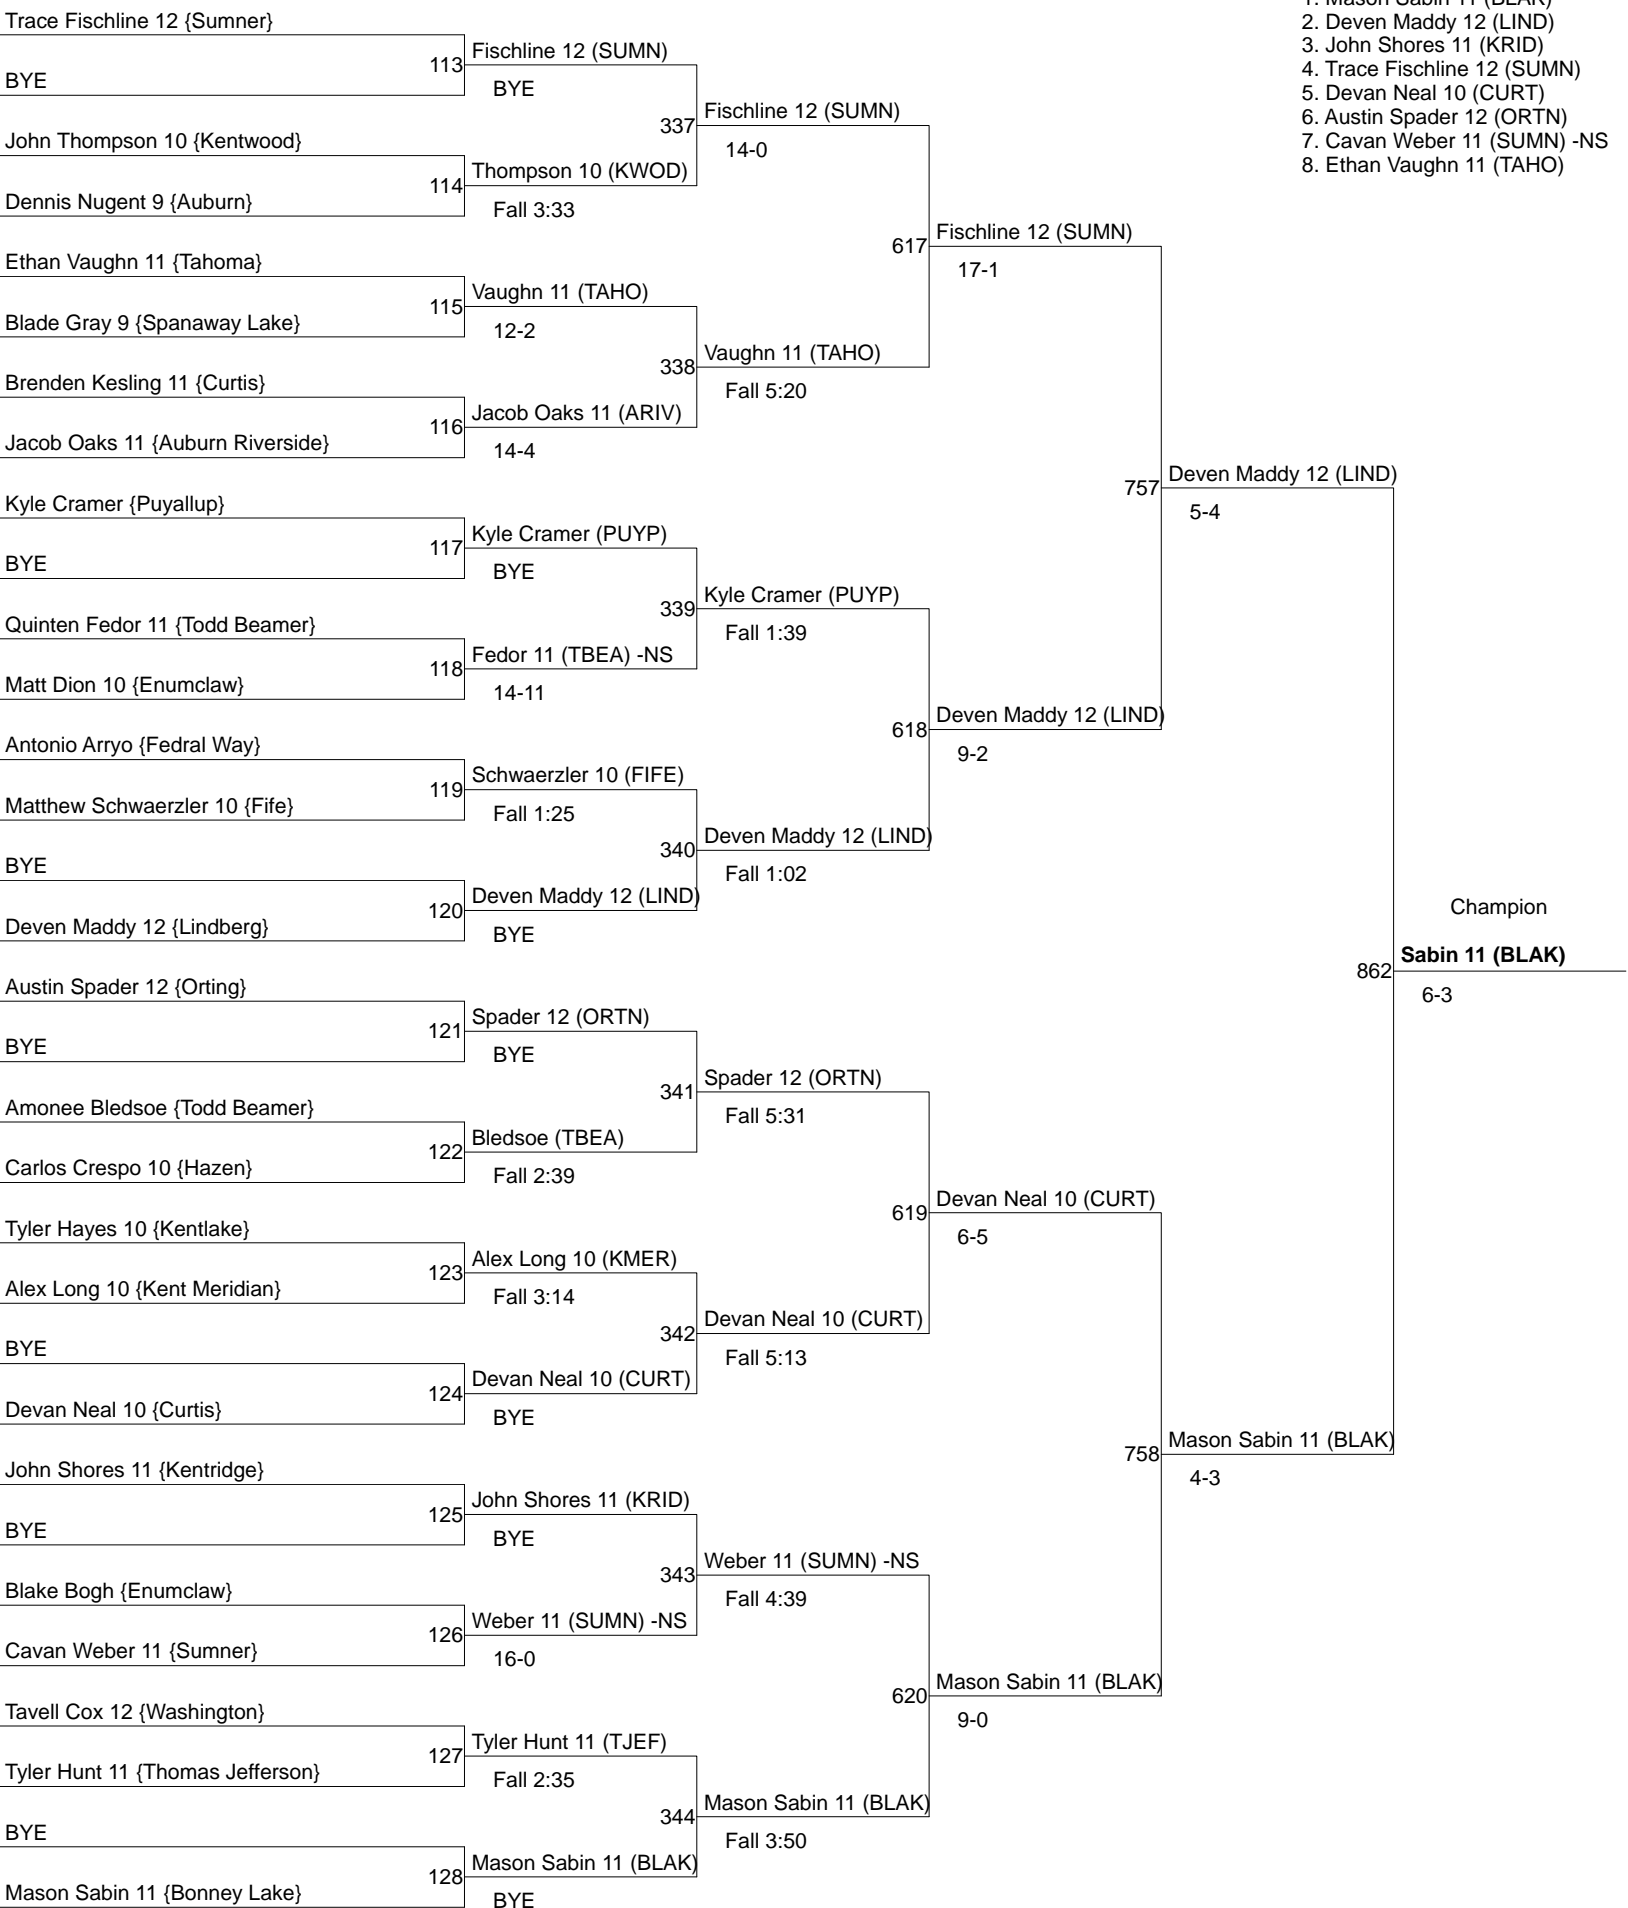 1. Mason Sabin 11 (BLAK)
2. Deven Maddy 12 (LIND)
3. John Shores 11 (KRID)
4. Trace Fischline 12 (SUMN)
5. Devan Neal 10 (CURT)
6. Austin Spader 12 (ORTN)
7. Cavan Weber 11 (SUMN) -NS
8. Ethan Vaughn 11 (TAHO)
Trace Fischline 12 {Sumner}
BYE
John Thompson 10 {Kentwood}
Dennis Nugent 9 {Auburn}
Ethan Vaughn 11 {Tahoma}
Blade Gray 9 {Spanaway Lake}
Brenden Kesling 11 {Curtis}
Jacob Oaks 11 {Auburn Riverside}
Kyle Cramer {Puyallup}
BYE
Quinten Fedor 11 {Todd Beamer}
Matt Dion 10 {Enumclaw}
Antonio Arryo {Fedral Way}
Matthew Schwaerzler 10 {Fife}
BYE
Deven Maddy 12 {Lindberg}
Austin Spader 12 {Orting}
BYE
Amonee Bledsoe {Todd Beamer}
Carlos Crespo 10 {Hazen}
Tyler Hayes 10 {Kentlake}
Alex Long 10 {Kent Meridian}
BYE
Devan Neal 10 {Curtis}
John Shores 11 {Kentridge}
BYE
Blake Bogh {Enumclaw}
Cavan Weber 11 {Sumner}
Tavell Cox 12 {Washington}
Tyler Hunt 11 {Thomas Jefferson}
BYE
Mason Sabin 11 {Bonney Lake}
113 Fischline 12 (SUMN)
BYE
114 Thompson 10 (KWOD)
Fall 3:33
115 Vaughn 11 (TAHO)
12-2
116 Jacob Oaks 11 (ARIV)
14-4
117 Kyle Cramer (PUYP)
BYE
118 Fedor 11 (TBEA) -NS
14-11
119 Schwaerzler 10 (FIFE)
Fall 1:25
120 Deven Maddy 12 (LIND)
BYE
121 Spader 12 (ORTN)
BYE
122 Bledsoe (TBEA)
Fall 2:39
123 Alex Long 10 (KMER)
Fall 3:14
124 Devan Neal 10 (CURT)
BYE
125 John Shores 11 (KRID)
BYE
126 Weber 11 (SUMN) -NS
16-0
127 Tyler Hunt 11 (TJEF)
Fall 2:35
128 Mason Sabin 11 (BLAK)
BYE
337 Fischline 12 (SUMN)
14-0
338 Vaughn 11 (TAHO)
Fall 5:20
339 Kyle Cramer (PUYP)
Fall 1:39
340 Deven Maddy 12 (LIND)
Fall 1:02
341 Spader 12 (ORTN)
Fall 5:31
342 Devan Neal 10 (CURT)
Fall 5:13
343 Weber 11 (SUMN) -NS
Fall 4:39
344 Mason Sabin 11 (BLAK)
Fall 3:50
617 Fischline 12 (SUMN)
17-1
618 Deven Maddy 12 (LIND)
9-2
619 Devan Neal 10 (CURT)
6-5
620 Mason Sabin 11 (BLAK)
9-0
757 Deven Maddy 12 (LIND)
5-4
758 Mason Sabin 11 (BLAK)
4-3
Champion
862 Sabin 11 (BLAK)
6-3